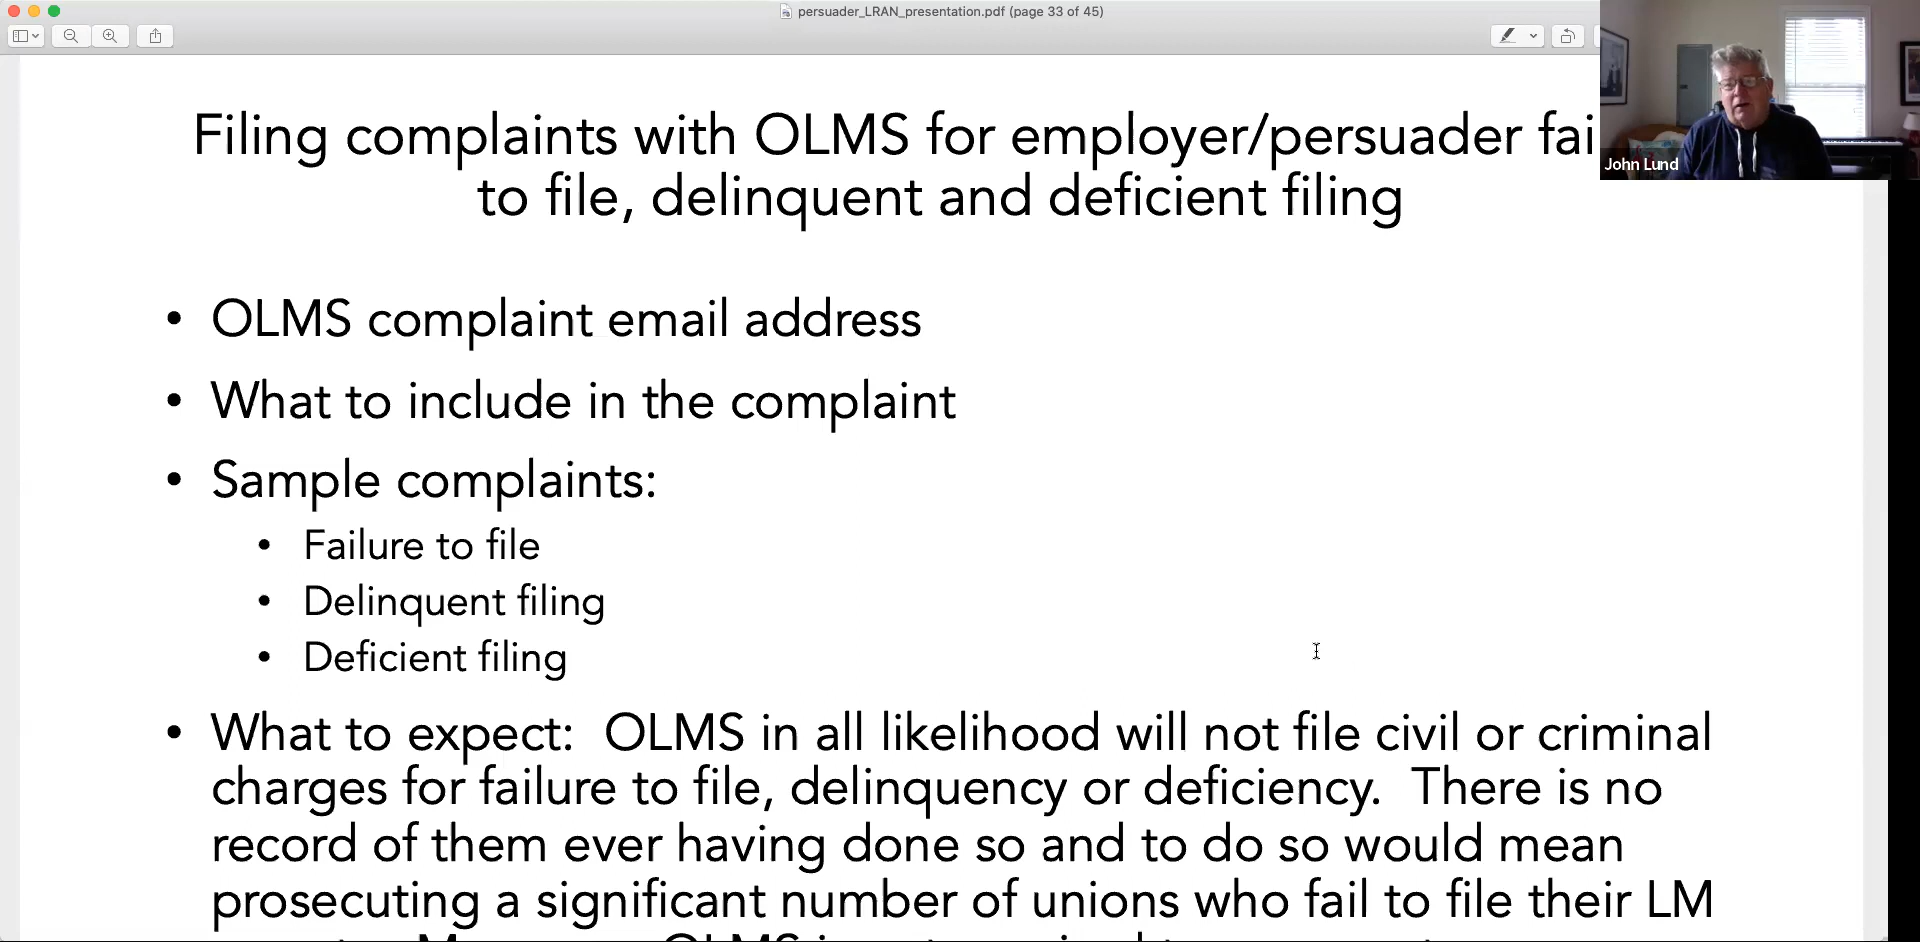 persuader_LRAN_presentation.pdf (page 33 of 45)
Filing complaints with OLMS for employer/persuader fai
to file, delinquent and deficient filing
John Lund
• OLMS complaint email address
• What to include in the complaint
• Sample complaints:
• Failure to file
• Delinquent filing
• Deficient filing
• What to expect: OLMS in all likelihood will not file civil or criminal
charges for failure to file, delinquency or deficiency. There is no
record of them ever having done so and to do so would mean
prosecuting a significant number of unions who fail to file their LM